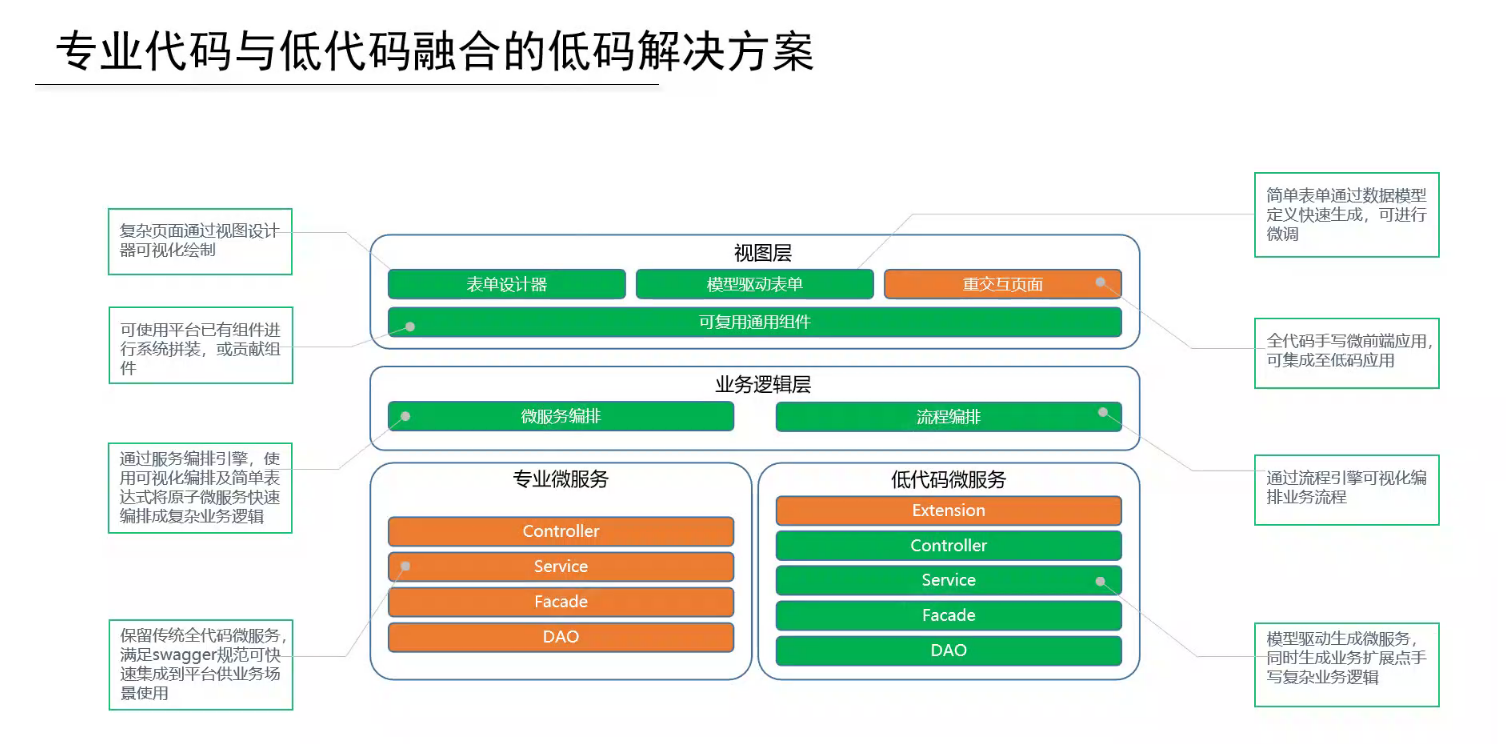 专业代码与低代码融合的低码解决方案
复杂页面通过视图设计
器可视化绘制
可使用平台已有组件进
行系统拼装，或贡献组
件
通过服务编排引擎，使
用可视化编排及简单表
达式将原子微服务快速
编排成复杂业务逻辑
保留传统全代码微服务，
满足swagger规范可快
速集成到平台供业务场
景使用
视图层
表单设计器
模型驱动表单
重交互页面
可复用通用组件
业务逻辑层
微服务编排
流程编排
专业微服务
Controller
Service
Facade
DAO
低代码微服务
Extension
Controller
Service
Facade
DAO
简单表单通过数据模型
定义快速生成，可进行
微调
全代码手写微前端应用，
可集成至低码应用
通过流程引擎可视化编
排业务流程
模型驱动生成微服务，
同时生成业务扩展点手
写复杂业务逻辑